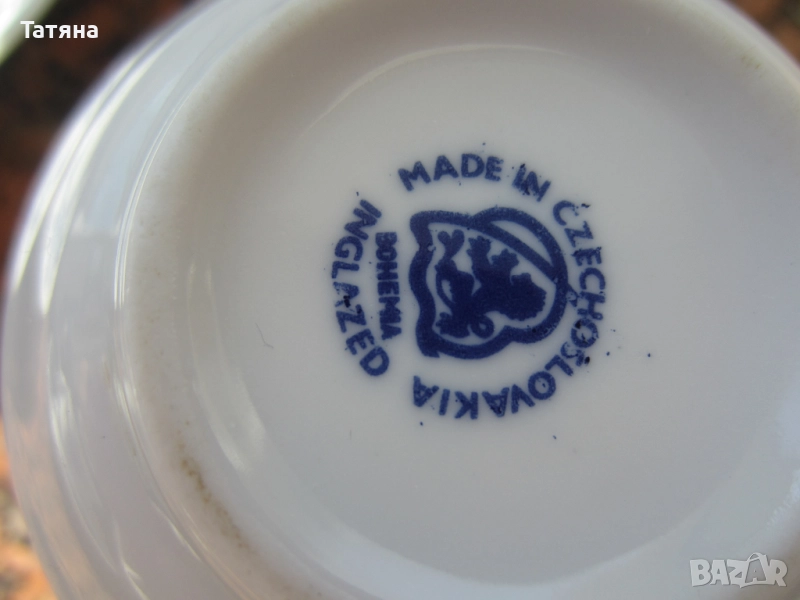 Татяна
MADE IN CZECHOSLOVAKIA
INGLAZED
BOHEMIA
BAZAR